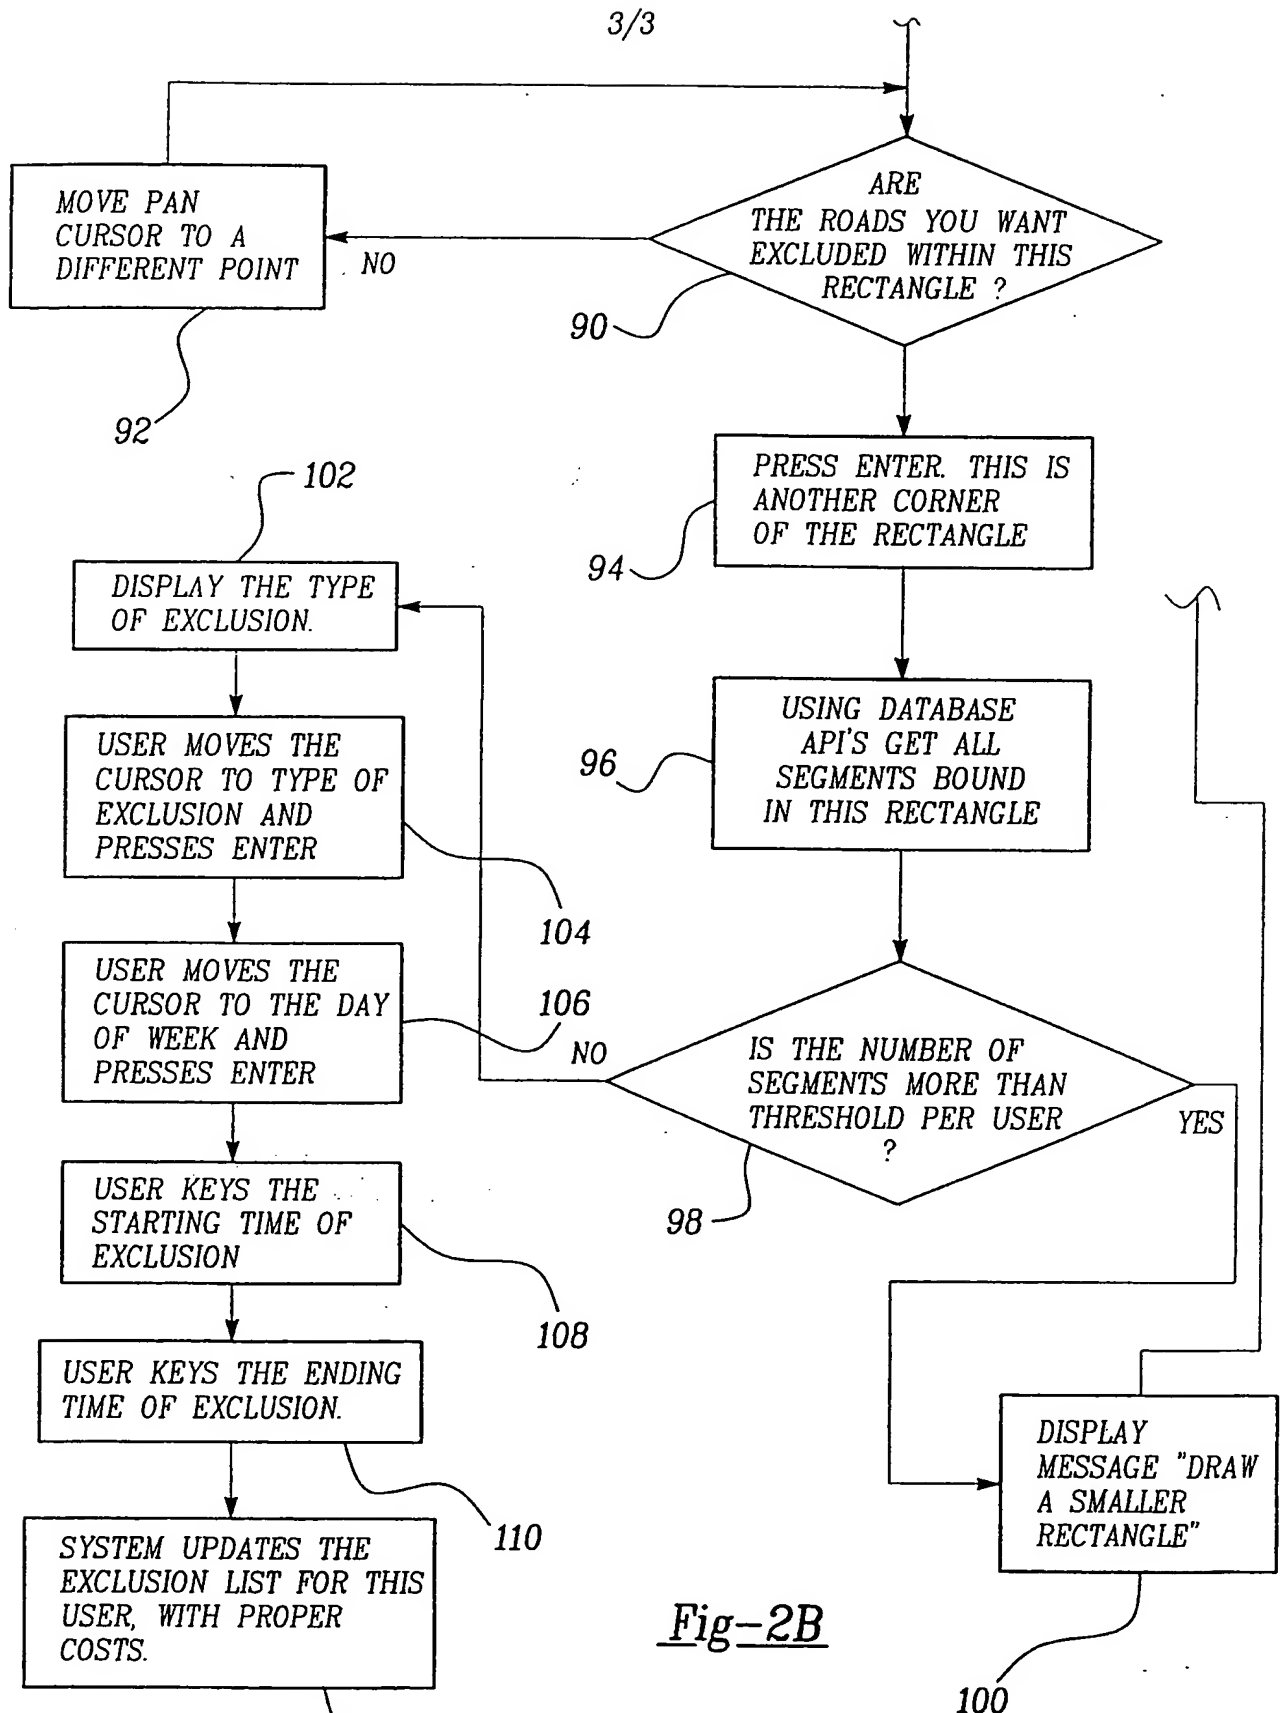 3/3
ARE
THE ROADS YOU WANT
EXCLUDED WITHIN THIS
RECTANGLE ?
90
NO
MOVE PAN
CURSOR TO A
DIFFERENT POINT
92
PRESS ENTER. THIS IS
ANOTHER CORNER
OF THE RECTANGLE
94
USING DATABASE
API'S GET ALL
SEGMENTS BOUND
IN THIS RECTANGLE
96
IS THE NUMBER OF
SEGMENTS MORE THAN
THRESHOLD PER USER
?
98
NO
YES
DISPLAY
MESSAGE "DRAW
A SMALLER
RECTANGLE"
100
102
DISPLAY THE TYPE
OF EXCLUSION.
USER MOVES THE
CURSOR TO TYPE OF
EXCLUSION AND
PRESSES ENTER
104
USER MOVES THE
CURSOR TO THE DAY
OF WEEK AND
PRESSES ENTER
106
USER KEYS THE
STARTING TIME OF
EXCLUSION
108
USER KEYS THE ENDING
TIME OF EXCLUSION.
110
SYSTEM UPDATES THE
EXCLUSION LIST FOR THIS
USER, WITH PROPER
COSTS.
Fig-2B